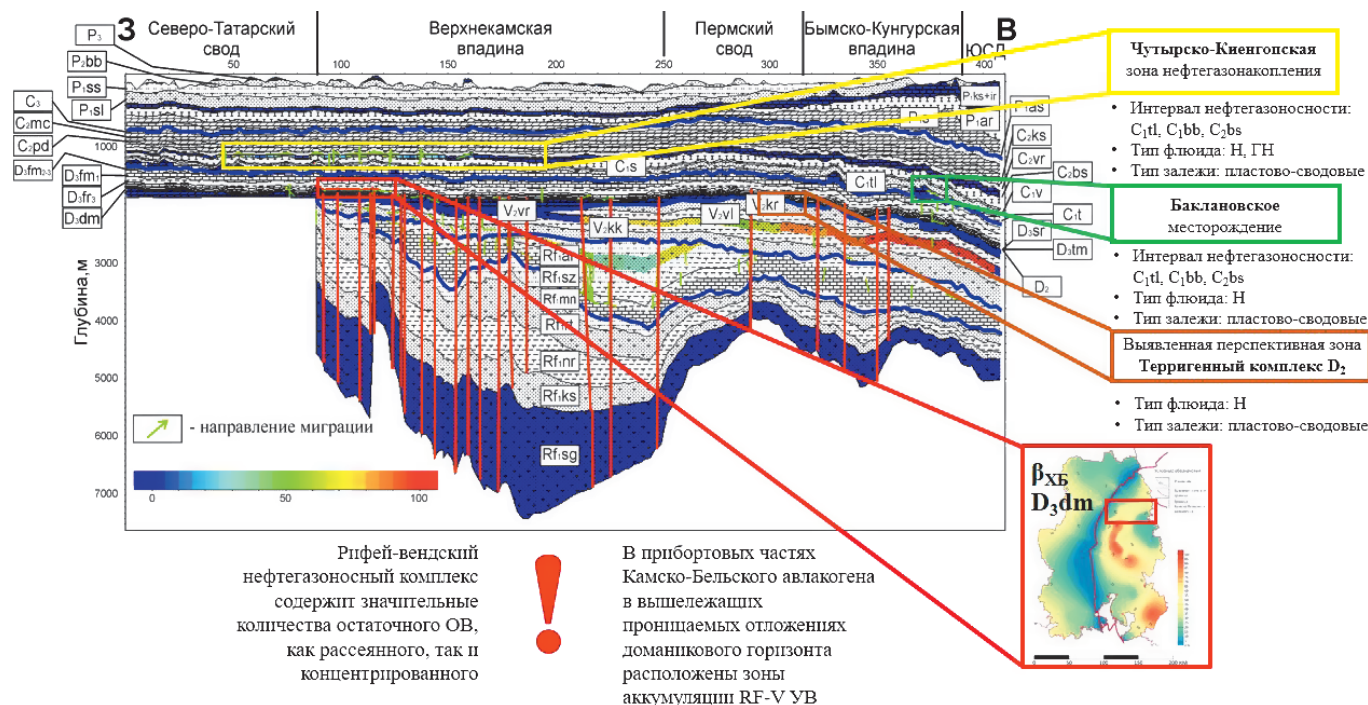 З
Северо-Татарский
свод
Верхнекамская
впадина
Пермский
свод
Бымско-Кунгурская
впадина
В
ЮСД
50
100
150
200
250
300
350
400
P₃
P₂bb
P₁ss
P₁sl
C₃
C₂mc
C₂pd
D₃fm₂₋₃
D₃fm₁
D₃fr₃
D₃dm
Глубина,м
1000
3000
4000
5000
6000
7000
P₁ks+ir
P₁as
P₁ar
C₂ks
C₂vr
C₂bs
C₁v
C₁t
D₃sr
D₃tm
D₂
C₁s
C₁tl
V₂vr
V₂kk
V₂vl
V₂kr
Rf₁sz
Rf₁mn
Rf₁nr
Rf₁ks
Rf₁sg
- направление миграции
0
50
100
Чутырско-Киенгопская
зона нефтегазонакопления
• Интервал нефтегазоносности:
C₁tl, C₁bb, C₂bs
• Тип флюида: Н, ГН
• Тип залежи: пластово-сводовые
Баклановское
месторождение
• Интервал нефтегазоносности:
C₁tl, C₁bb, C₂bs
• Тип флюида: Н
• Тип залежи: пластово-сводовые
Выявленная перспективная зона
Терригенный комплекс D₂
• Тип флюида: Н
• Тип залежи: пластово-сводовые
βХБ
D₃dm
0
50
100
Рифей-вендский
нефтегазоносный комплекс
содержит значительные
количества остаточного ОВ,
как рассеянного, так и
концентрированного
!
В прибортовых частях
Камско-Бельского авлакогена
в вышележащих
проницаемых отложениях
доманикового горизонта
расположены зоны
аккумуляции RF-V УВ